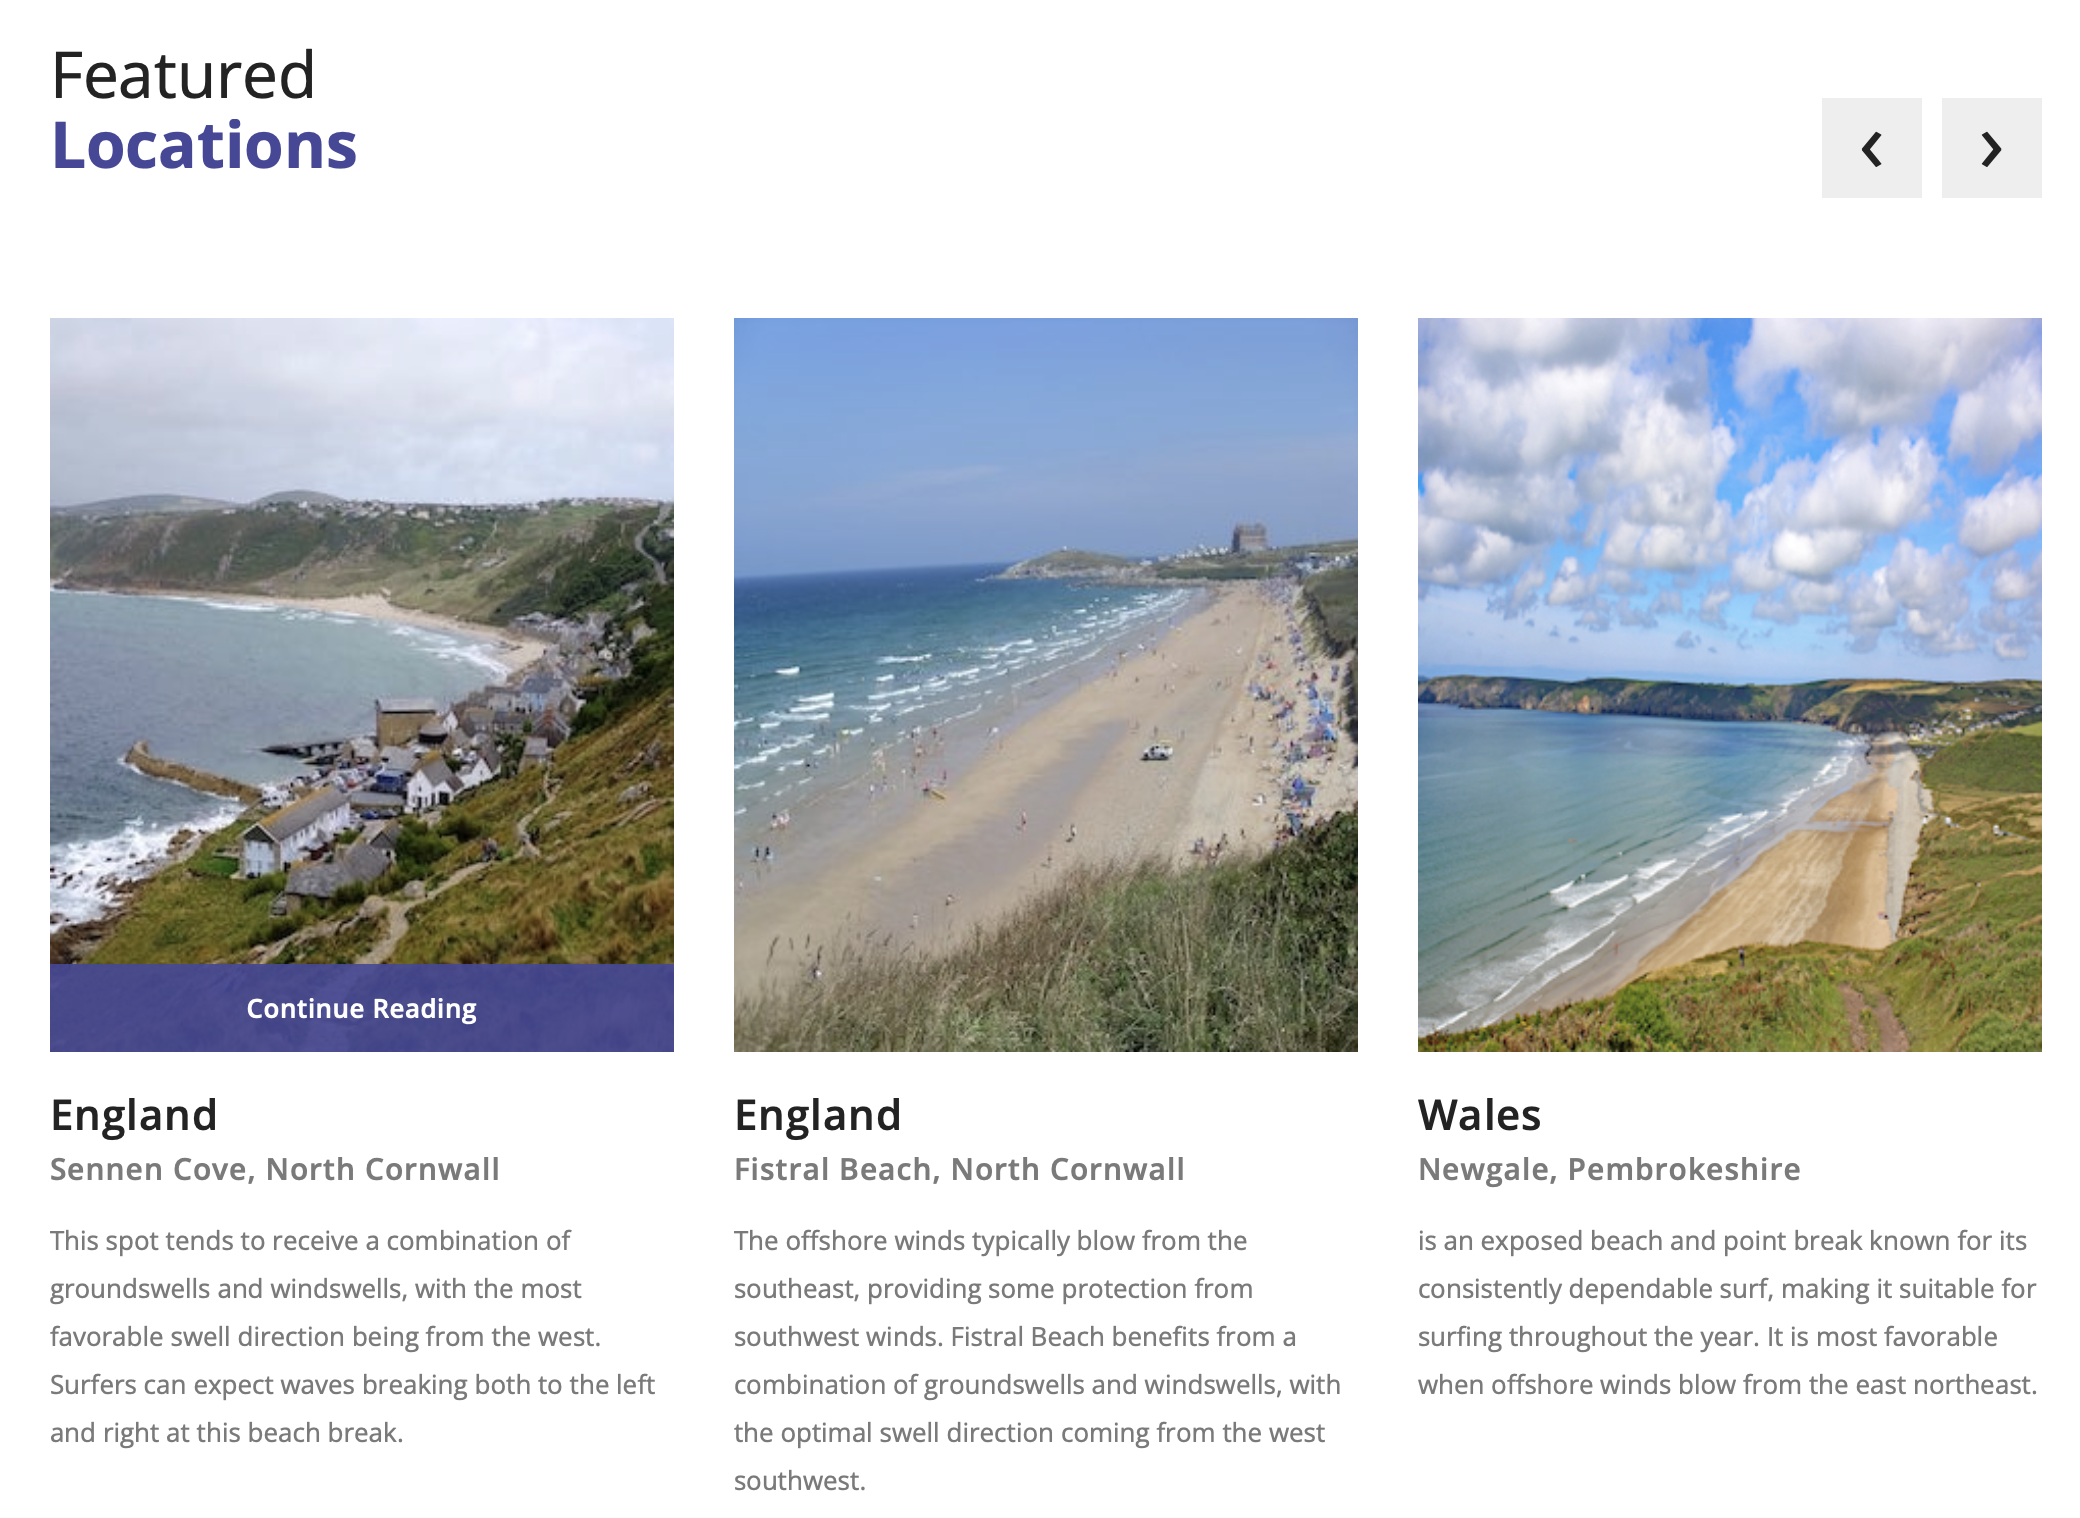 Featured
Locations
Continue Reading
England
Sennen Cove, North Cornwall
This spot tends to receive a combination of
groundswells and windswells, with the most
favorable swell direction being from the west.
Surfers can expect waves breaking both to the left
and right at this beach break.
England
Fistral Beach, North Cornwall
The offshore winds typically blow from the
southeast, providing some protection from
southwest winds. Fistral Beach benefits from a
combination of groundswells and windswells, with
the optimal swell direction coming from the west
southwest.
Wales
Newgale, Pembrokeshire
is an exposed beach and point break known for its
consistently dependable surf, making it suitable for
surfing throughout the year. It is most favorable
when offshore winds blow from the east northeast.